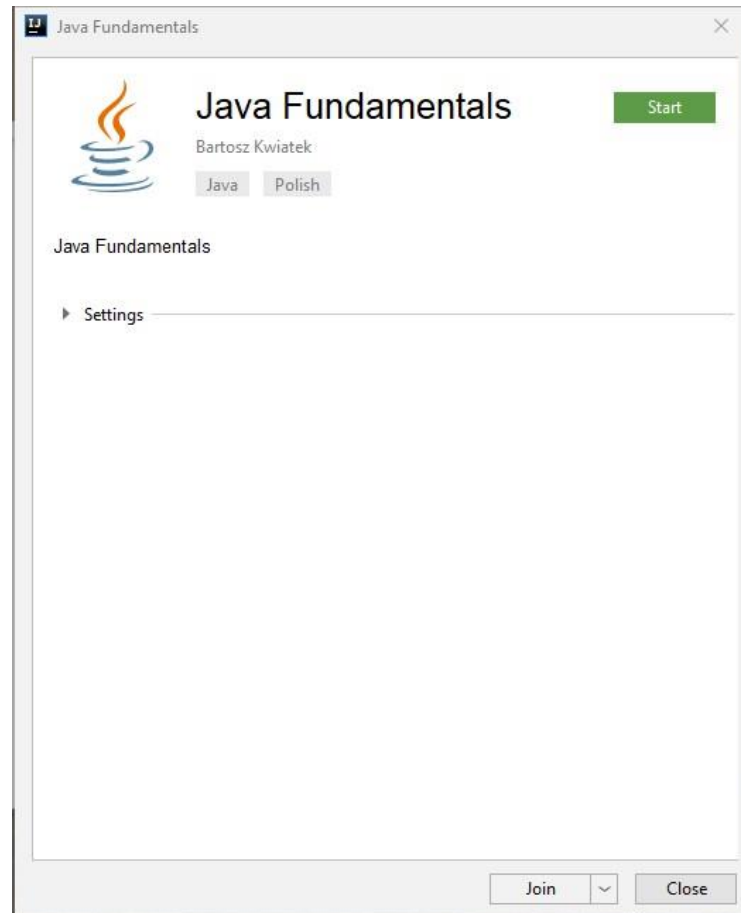 Java Fundamentals
Java Fundamentals
Start
Bartosz Kwiatek
Java Polish
Java Fundamentals
Settings
Join Close